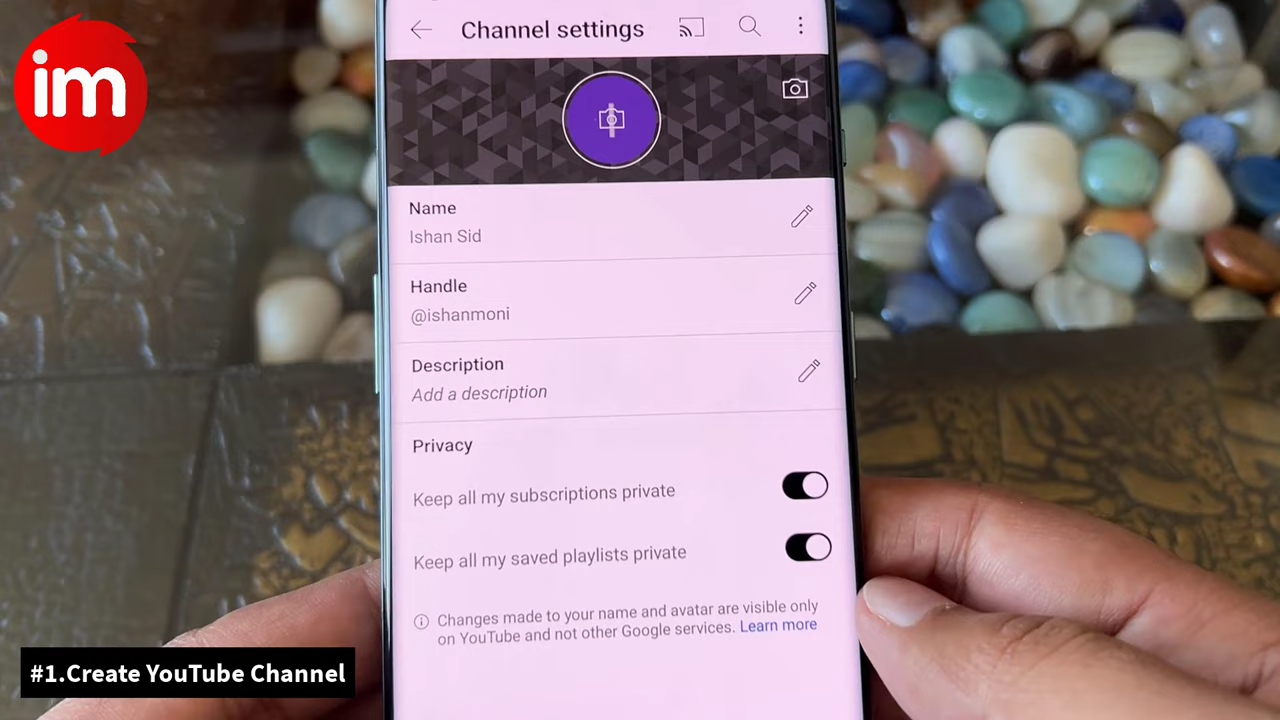 im
Channel settings
Name
Ishan Sid
Handle
@ishanmoni
Description
Add a description
Privacy
Keep all my subscriptions private
Keep all my saved playlists private
Changes made to your name and avatar are visible only
on YouTube and not other Google services. Learn more
#1.Create YouTube Channel